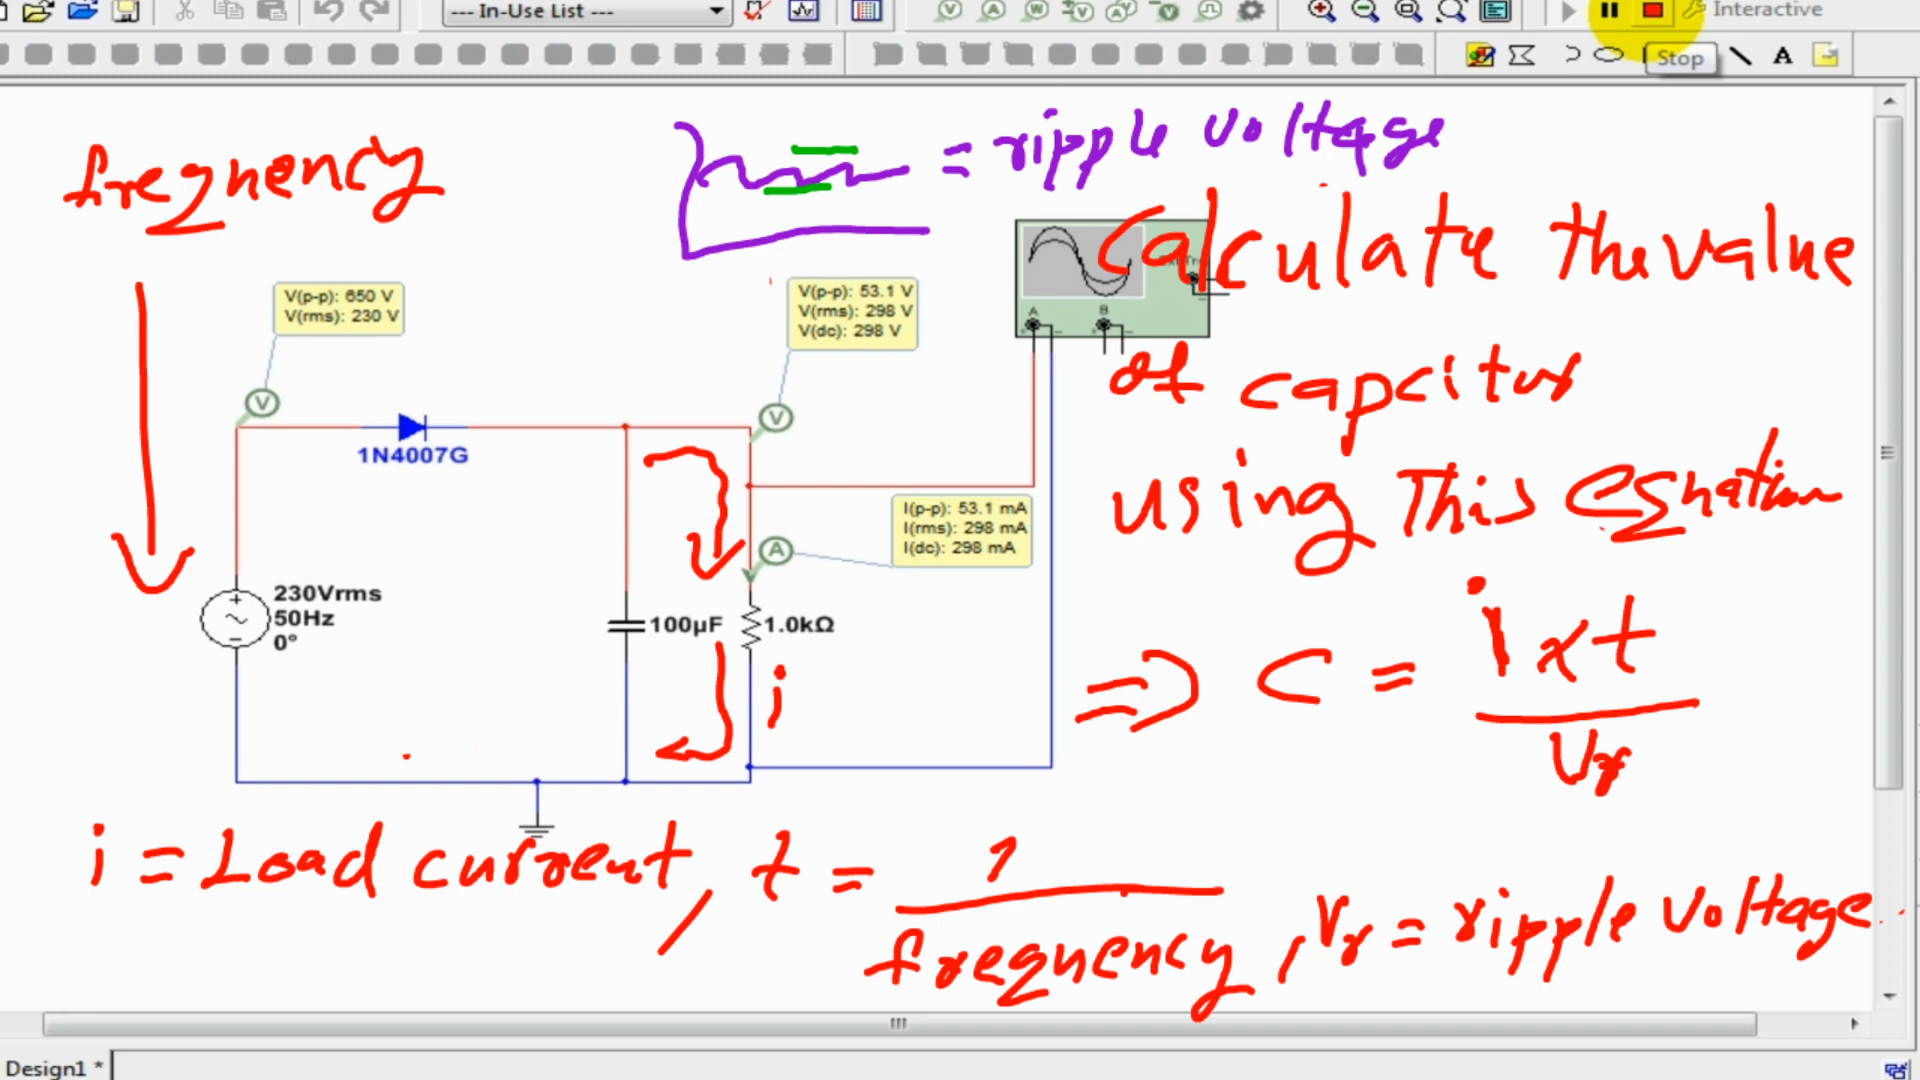 --- In-Use List ---
Interactive
Stop
A
frequency
= ripple voltage
Calculate the value
of capcitor
using This equation
=> C = i x t
Vr
V(p-p): 650 V
V(rms): 230 V
V(p-p): 53.1 V
V(rms): 298 V
V(dc): 298 V
A
B
V
V
1N4007G
I(p-p): 53.1 mA
I(rms): 298 mA
I(dc): 298 mA
A
230Vrms
50Hz
0°
100µF
1.0kΩ
i
i = Load current, t = 1
frequency, Vr = ripple voltage
Design1 *